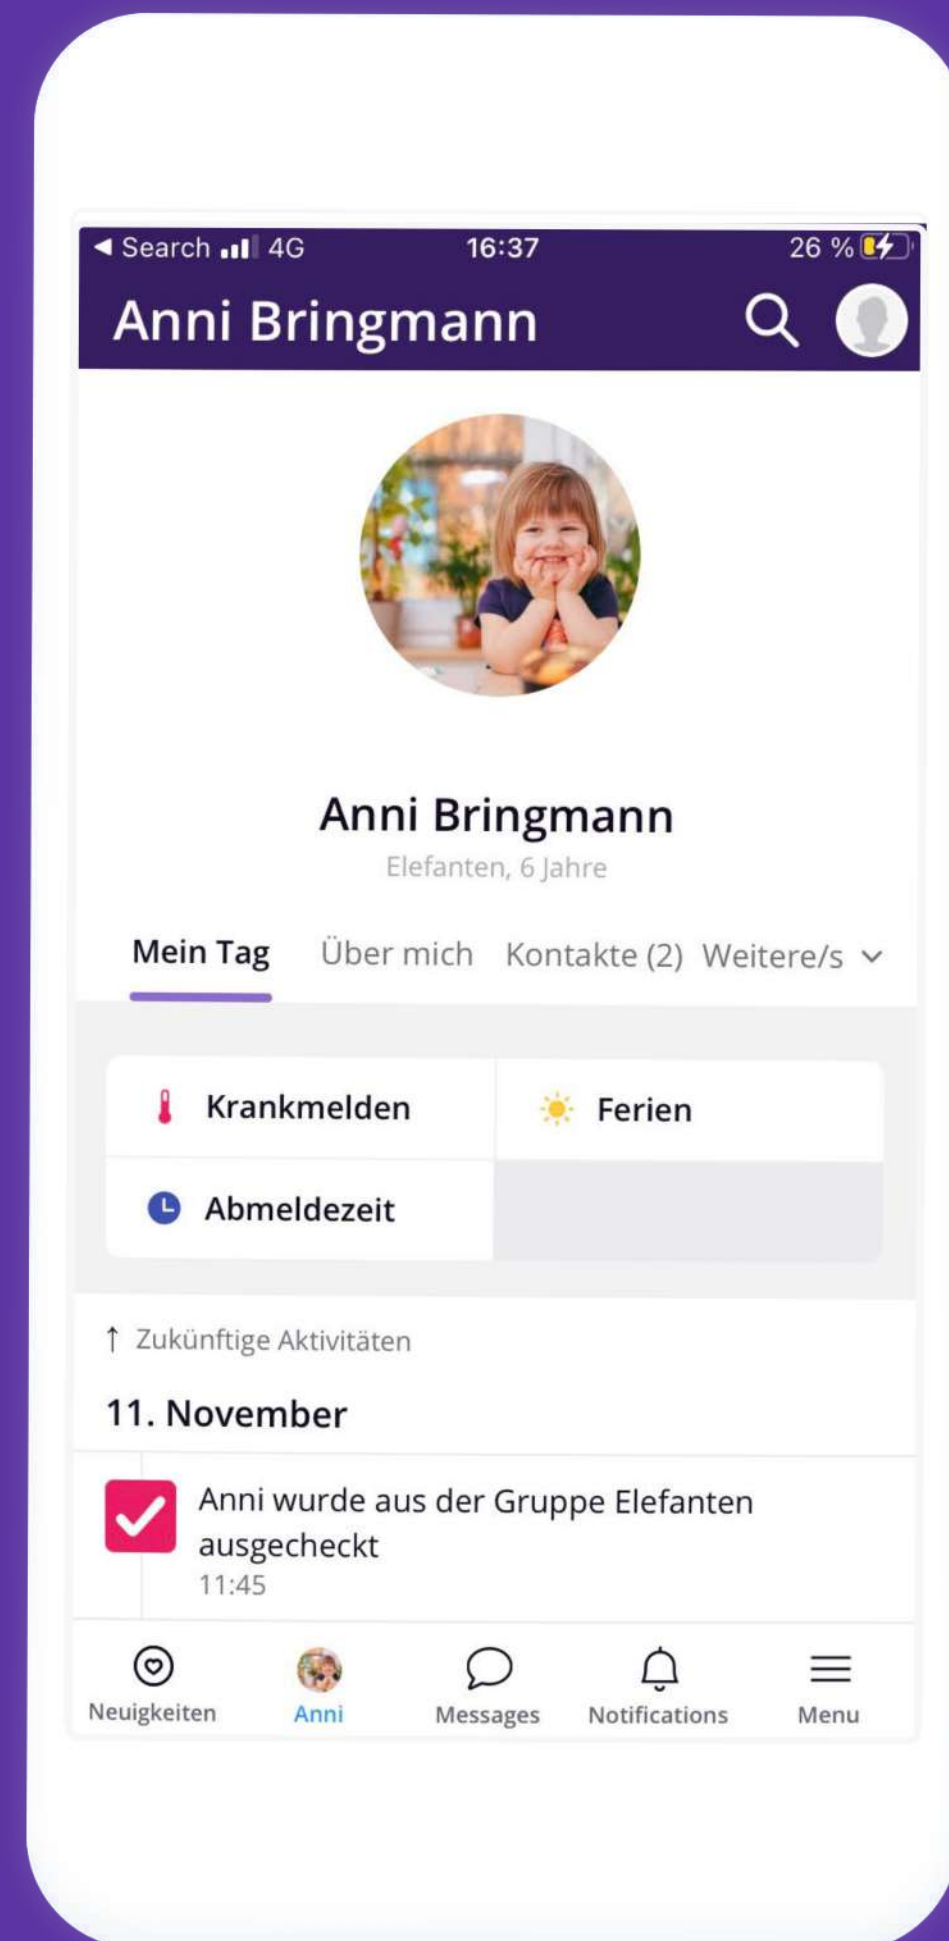 ◄ Search 4G 16:37 26 %
Anni Bringmann
Anni Bringmann
Elefanten, 6 Jahre
Mein Tag Über mich Kontakte (2) Weitere/s
Krankmelden Ferien
Abmeldezeit
↑ Zukünftige Aktivitäten
11. November
Anni wurde aus der Gruppe Elefanten
ausgecheckt
11:45
Neuigkeiten Anni Messages Notifications Menu